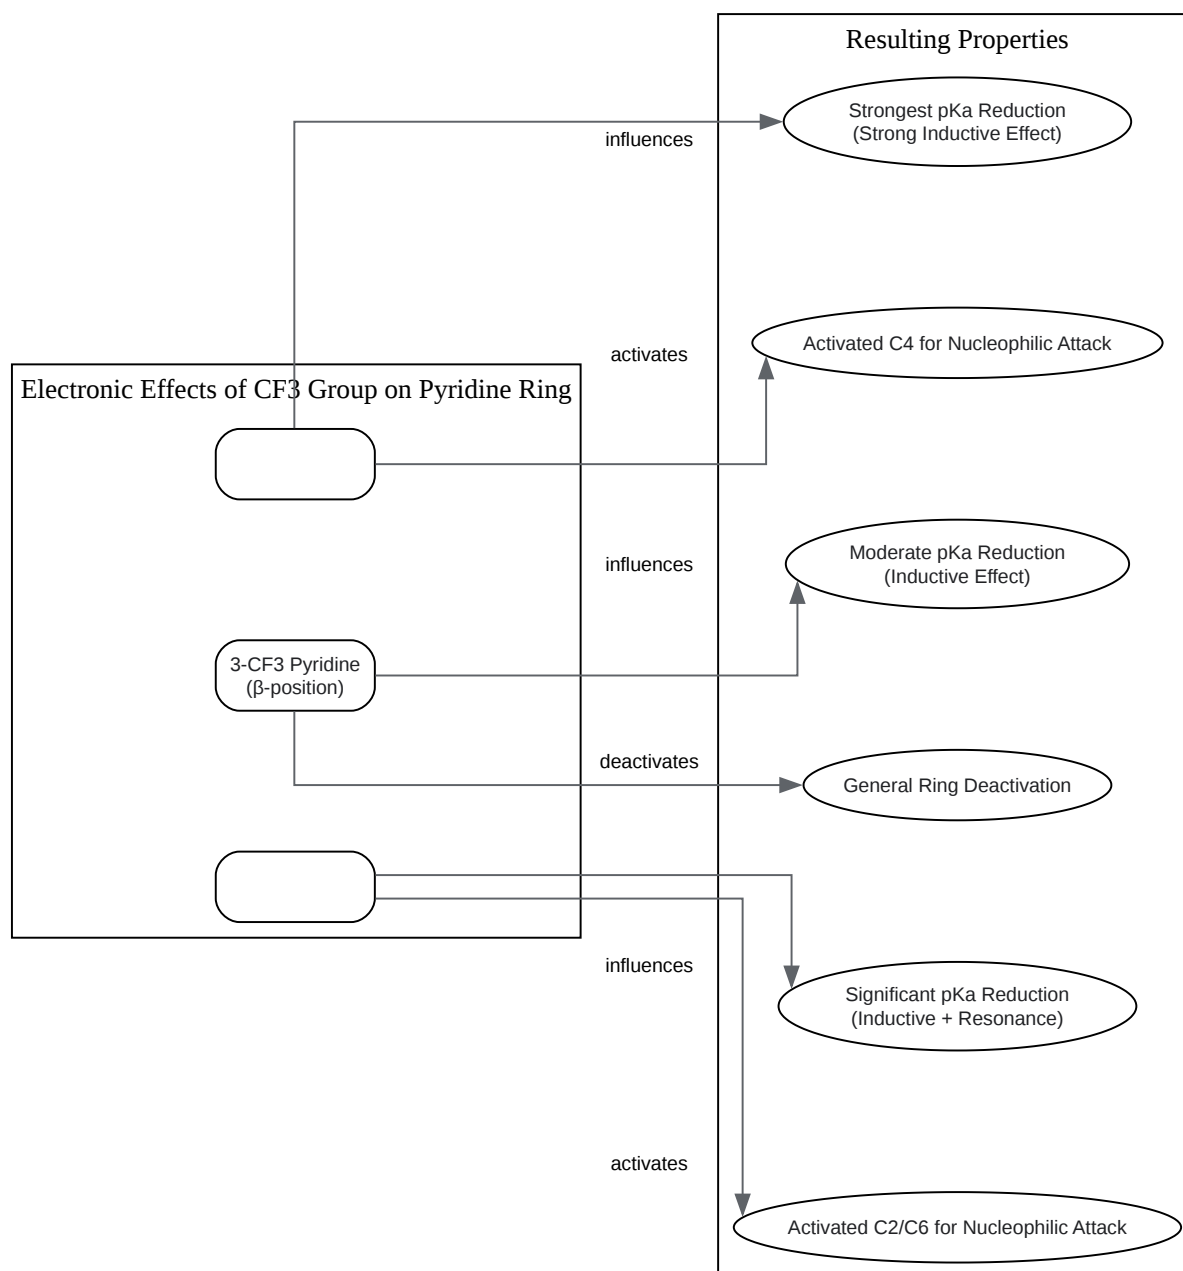 Resulting Properties
Strongest pKa Reduction
(Strong Inductive Effect)
influences
Activated C4 for Nucleophilic Attack
activates
Electronic Effects of CF3 Group on Pyridine Ring
Moderate pKa Reduction
(Inductive Effect)
influences
3-CF3 Pyridine
(β-position)
deactivates
General Ring Deactivation
influences
Significant pKa Reduction
(Inductive + Resonance)
activates
Activated C2/C6 for Nucleophilic Attack